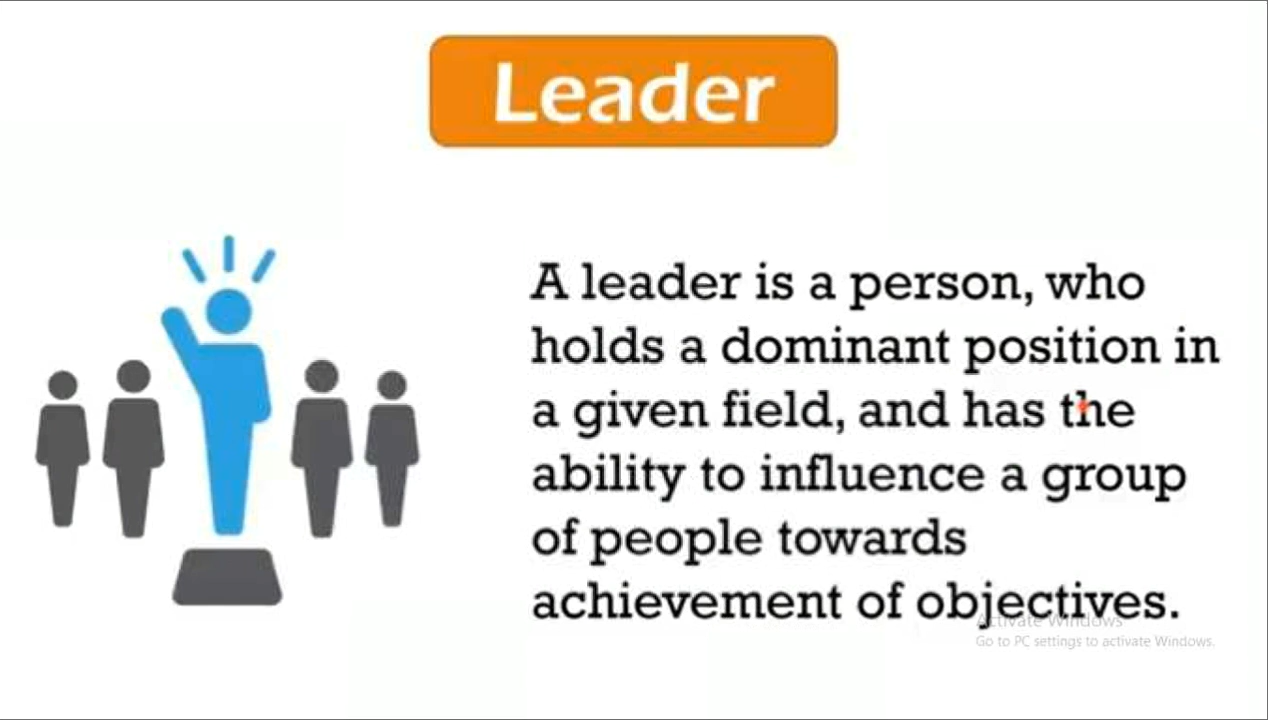 Leader
A leader is a person, who
holds a dominant position in
a given field, and has the
ability to influence a group
of people towards
achievement of objectives.
Activate Windows
Go to PC settings to activate Windows.